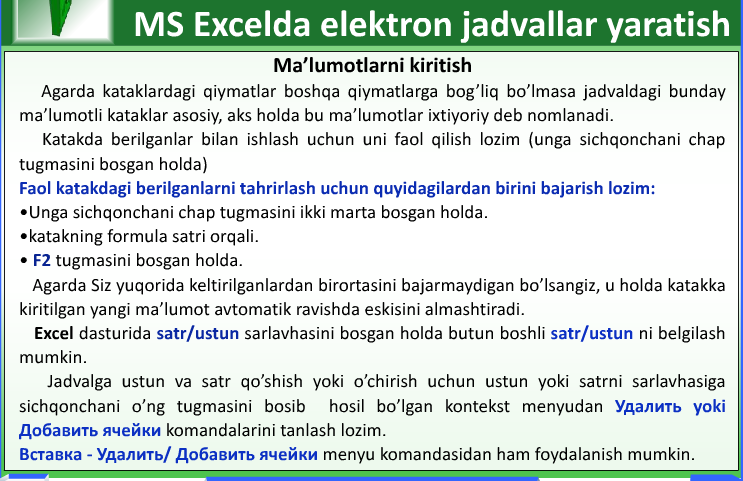 MS Excelda elektron jadvallar yaratish
Ma’lumotlarni kiritish
Agarda kataklardagi qiymatlar boshqa qiymatlarga bog’liq bo’lmasa jadvaldagi bunday
ma’lumotli kataklar asosiy, aks holda bu ma’lumotlar ixtiyoriy deb nomlanadi.
Katakda berilganlar bilan ishlash uchun uni faol qilish lozim (unga sichqonchani chap
tugmasini bosgan holda)
Faol katakdagi berilganlarni tahrirlash uchun quyidagilardan birini bajarish lozim:
•Unga sichqonchani chap tugmasini ikki marta bosgan holda.
•katakning formula satri orqali.
• F2 tugmasini bosgan holda.
Agarda Siz yuqorida keltirilganlardan birortasini bajarmaydigan bo’lsangiz, u holda katakka
kiritilgan yangi ma’lumot avtomatik ravishda eskisini almashtiradi.
Excel dasturida satr/ustun sarlavhasini bosgan holda butun boshli satr/ustun ni belgilash
mumkin.
Jadvalga ustun va satr qo’shish yoki o’chirish uchun ustun yoki satrni sarlavhasiga
sichqonchani o’ng tugmasini bosib hosil bo’lgan kontekst menyudan Удалить yoki
Добавить ячейки komandalarini tanlash lozim.
Вставка - Удалить/ Добавить ячейки menyu komandasidan ham foydalanish mumkin.